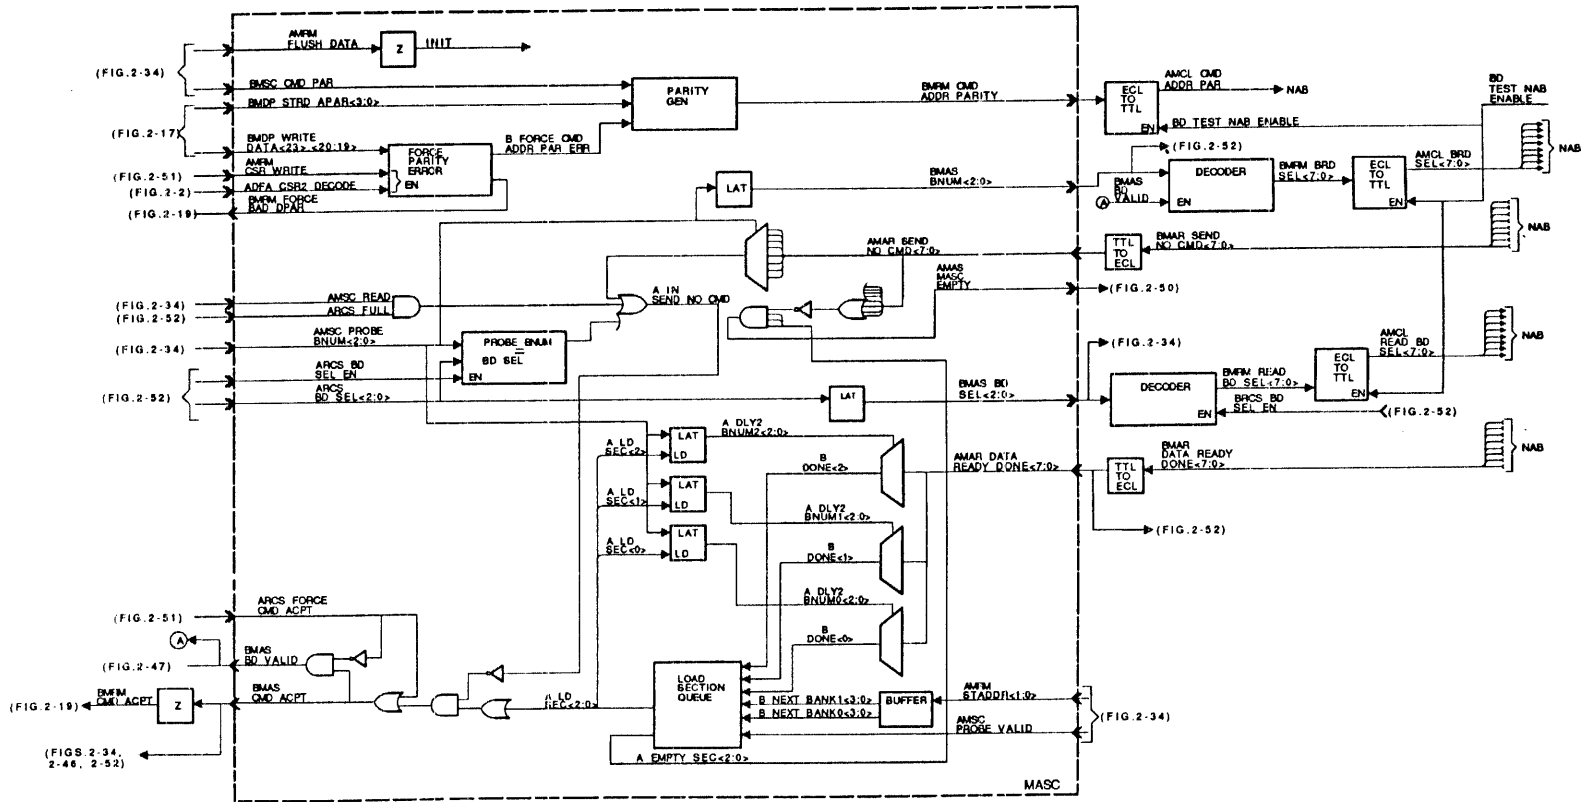 AMRM
FLUSH DATA
Z
INIT
(FIG.2-34)
BMSC CMD PAR
BMDP STRD APAR<3:0>
PARITY
GEN
BMRM CMD
ADDR PARITY
ECL
TO
TTL
EN
AMCL CMD
ADDR PAR
NAB
BD
TEST NAB
ENABLE
BD TEST NAB ENABLE
(FIG.2-17)
BMDP WRITE
DATA<23> <20:19>
B FORCE CMD
ADDR PAR ERR
FORCE
PARITY
ERROR
EN
AMRM
CSR WRITE
(FIG.2-51)
ADFA CSR2 DECODE
(FIG.2-2)
BMRM FORCE
BAD DPAR
(FIG.2-19)
LAT
BMAS
BNUM<2:0>
(FIG.2-52)
BMAS
BD
VALID
A
DECODER
EN
BMRM BRD
SEL<7:0>
ECL
TO
TTL
EN
AMCL BRD
SEL<7:0>
NAB
AMAR SEND
NO CMD<7:0>
TTL
TO
ECL
BMAR SEND
NO CMD<7:0>
NAB
AMAS
MASC
EMPTY
(FIG.2-50)
(FIG.2-34)
AMSC READ
(FIG.2-52)
ARCS FULL
A IN
SEND NO CMD
AMSC PROBE
BNUM<2:0>
(FIG.2-34)
PROBE BNUM
=
BD SEL
EN
ARCS BD
SEL EN
(FIG.2-52)
ARCS
BD SEL<2:0>
LAT
BMAS BD
SEL<2:0>
(FIG.2-34)
DECODER
EN
BMRM READ
BD SEL<7:0>
BRCS BD
SEL EN
(FIG.2-52)
ECL
TO
TTL
EN
AMCL
READ BD
SEL<7:0>
NAB
A LD
SEC<2>
LAT
LD
A DLY2
BNUM2<2:0>
B
DONE<2>
AMAR DATA
READY DONE<7:0>
TTL
TO
ECL
BMAR
DATA READY
DONE<7:0>
NAB
(FIG.2-52)
A LD
SEC<1>
LAT
LD
A DLY2
BNUM1<2:0>
A LD
SEC<0>
LAT
LD
B
DONE<1>
A DLY2
BNUM0<2:0>
B
DONE<0>
(FIG.2-51)
ARCS FORCE
CMD ACPT
A
(FIG.2-47)
BMAS
BD VALID
(FIG.2-19)
BMRM
CMD ACPT
Z
BMAS
CMD ACPT
A LD
SEC<2:0>
LOAD
SECTION
QUEUE
B NEXT BANK1<3:0>
B NEXT BANK0<3:0>
BUFFER
AMRM
STADDR<1:0>
AMSC
PROBE VALID
(FIG.2-34)
(FIGS.2-34,
2-46, 2-52)
A EMPTY SEC<2:0>
MASC